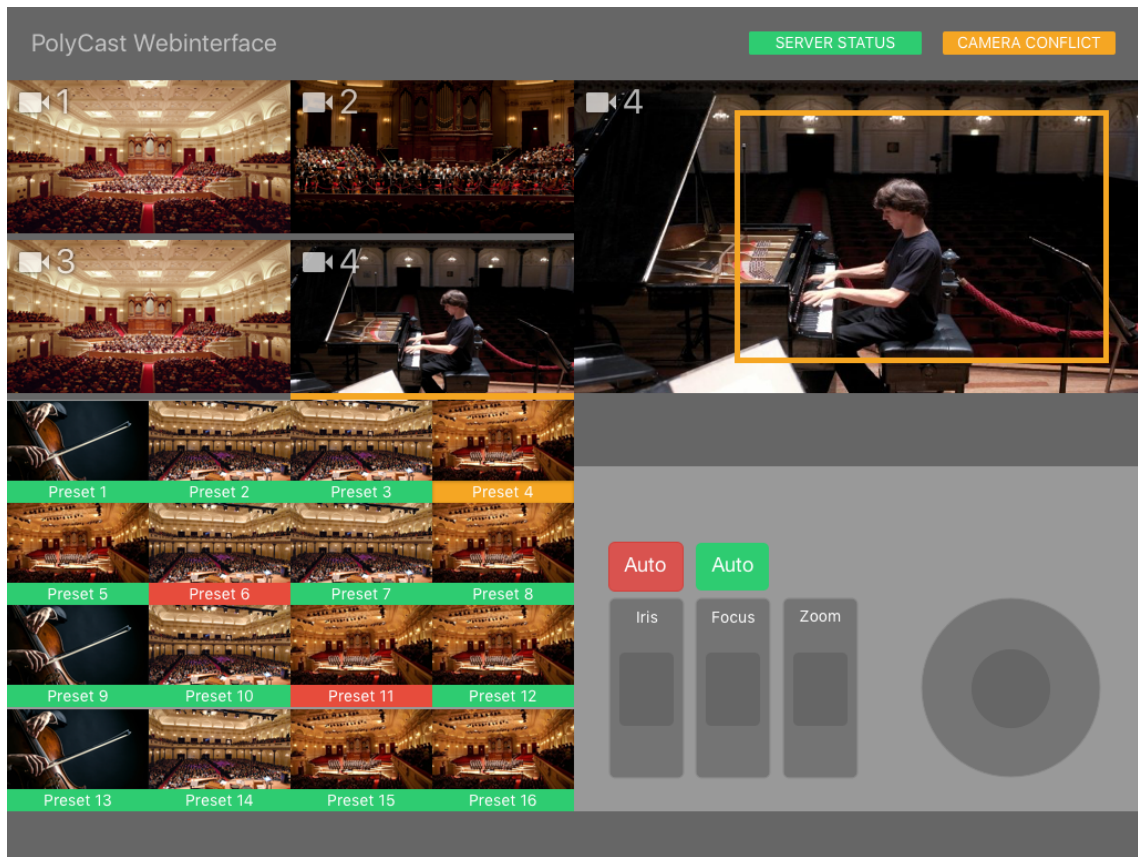 PolyCast Webinterface
SERVER STATUS
CAMERA CONFLICT
1
2
4
3
4
Preset 1
Preset 2
Preset 3
Preset 4
Preset 5
Preset 6
Preset 7
Preset 8
Preset 9
Preset 10
Preset 11
Preset 12
Preset 13
Preset 14
Preset 15
Preset 16
Auto
Auto
Iris
Focus
Zoom